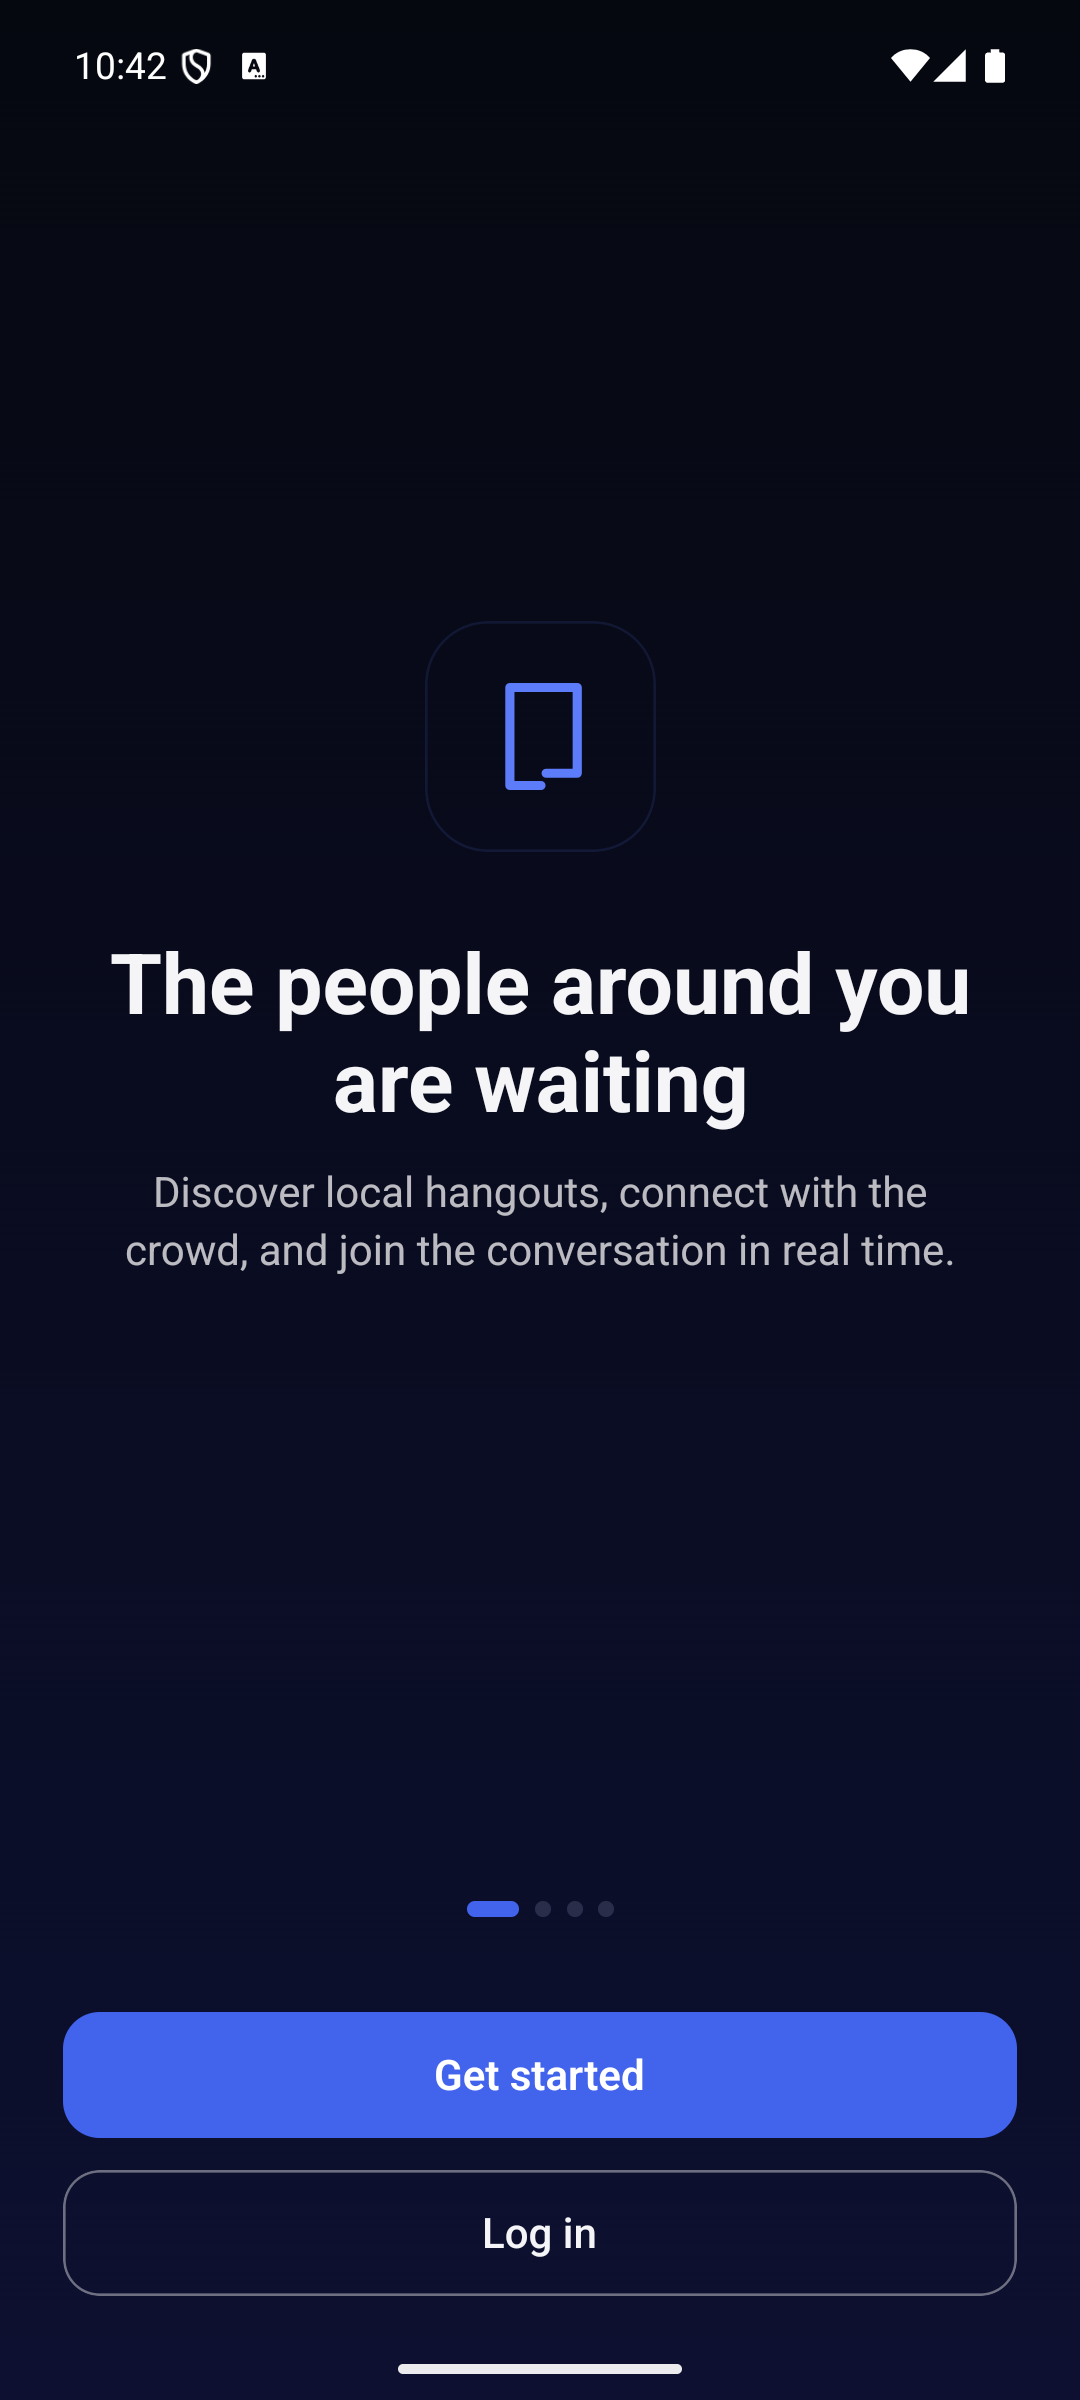 10:42
The people around you
are waiting
Discover local hangouts, connect with the
crowd, and join the conversation in real time.
Get started
Log in